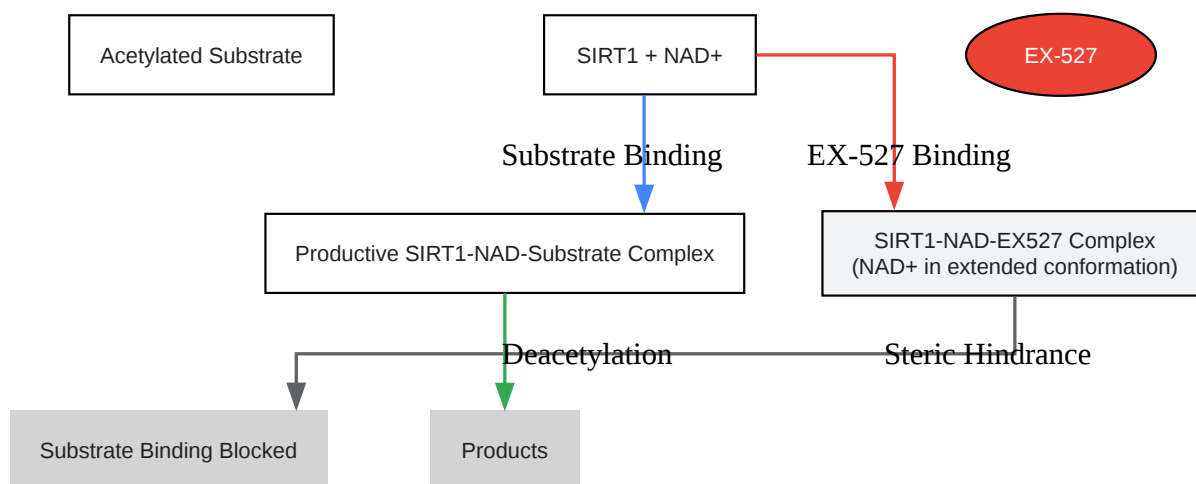 Acetylated Substrate
SIRT1 + NAD+
EX-527
Substrate Binding
EX-527 Binding
Productive SIRT1-NAD-Substrate Complex
SIRT1-NAD-EX527 Complex
(NAD+ in extended conformation)
Deacetylation
Steric Hindrance
Substrate Binding Blocked
Products